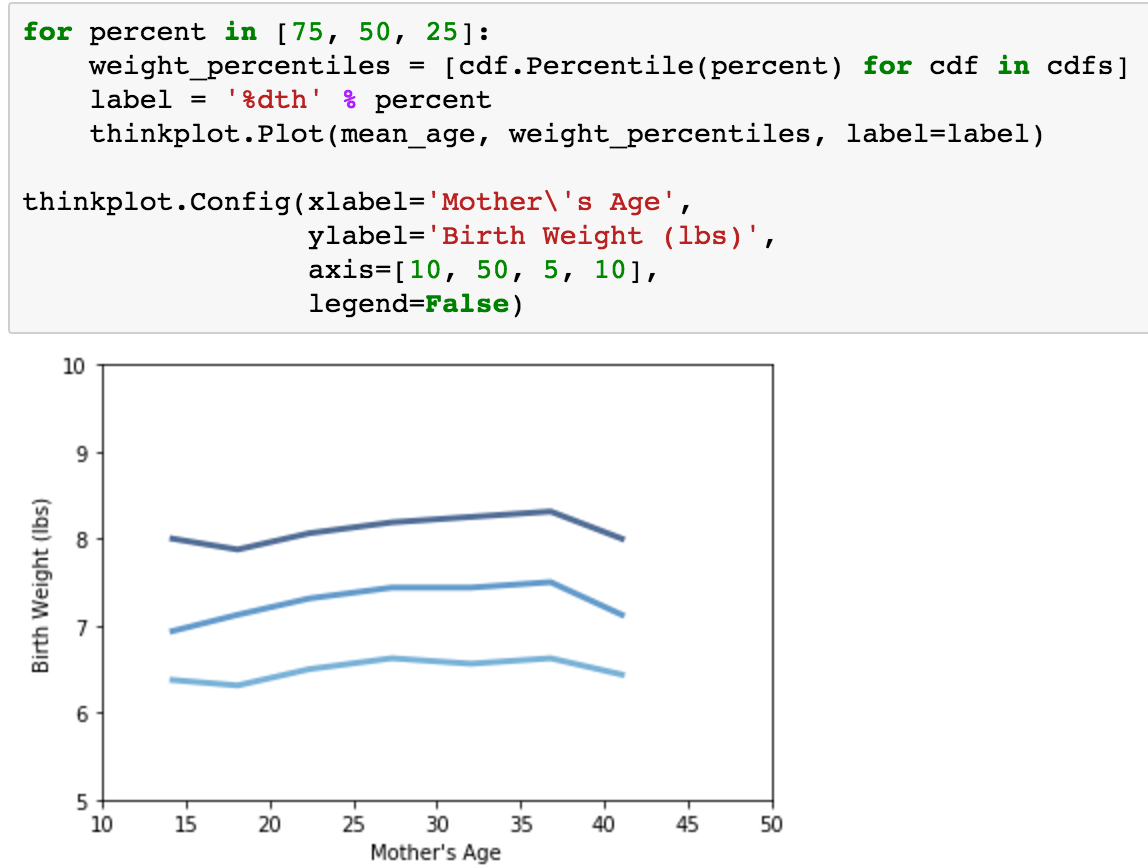 for percent in [75, 50, 25]:
    weight_percentiles = [cdf.Percentile(percent) for cdf in cdfs]
    label = '%dth' % percent
    thinkplot.Plot(mean_age, weight_percentiles, label=label)
thinkplot.Config(xlabel='Mother\'s Age',
                 ylabel='Birth Weight (lbs)',
                 axis=[10, 50, 5, 10],
                 legend=False)
10
9
8
7
6
5
Birth Weight (lbs)
10 15 20 25 30 35 40 45 50
Mother's Age